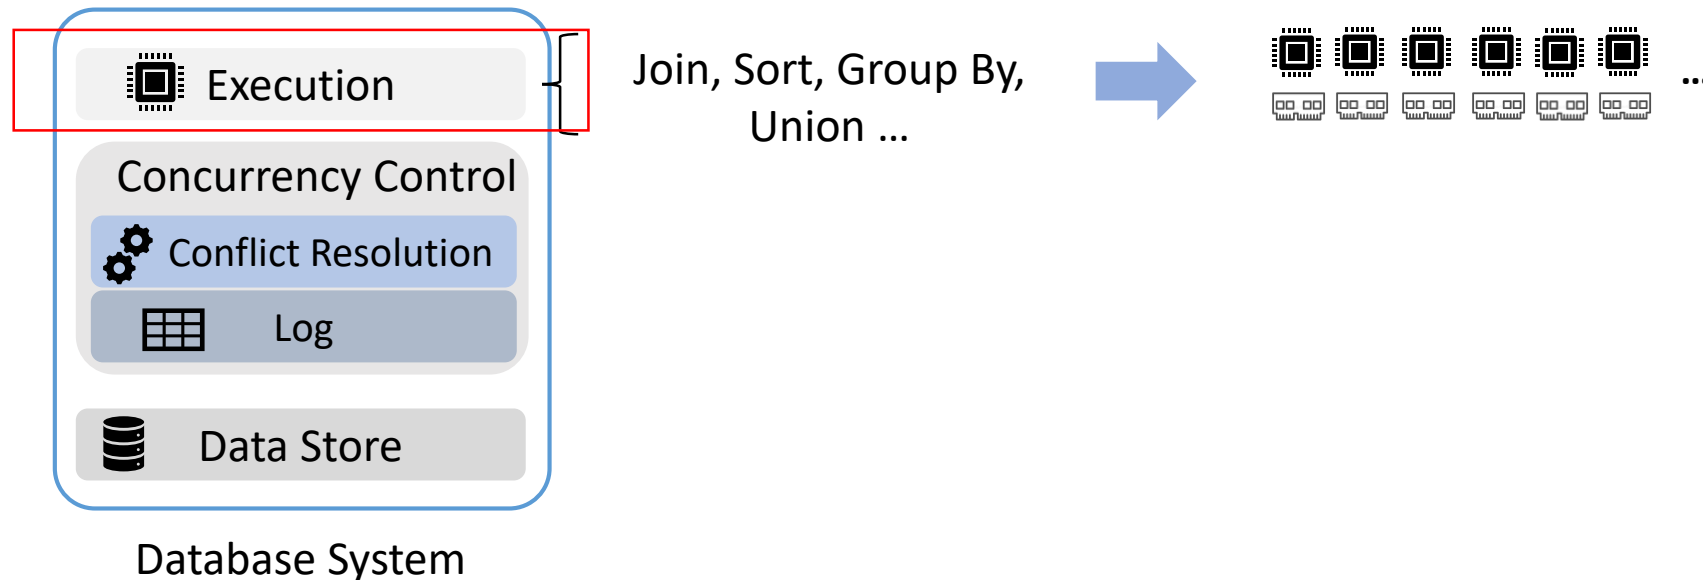 Execution
Join, Sort, Group By,
Union ...
...
Concurrency Control
Conflict Resolution
Log
Data Store
Database System